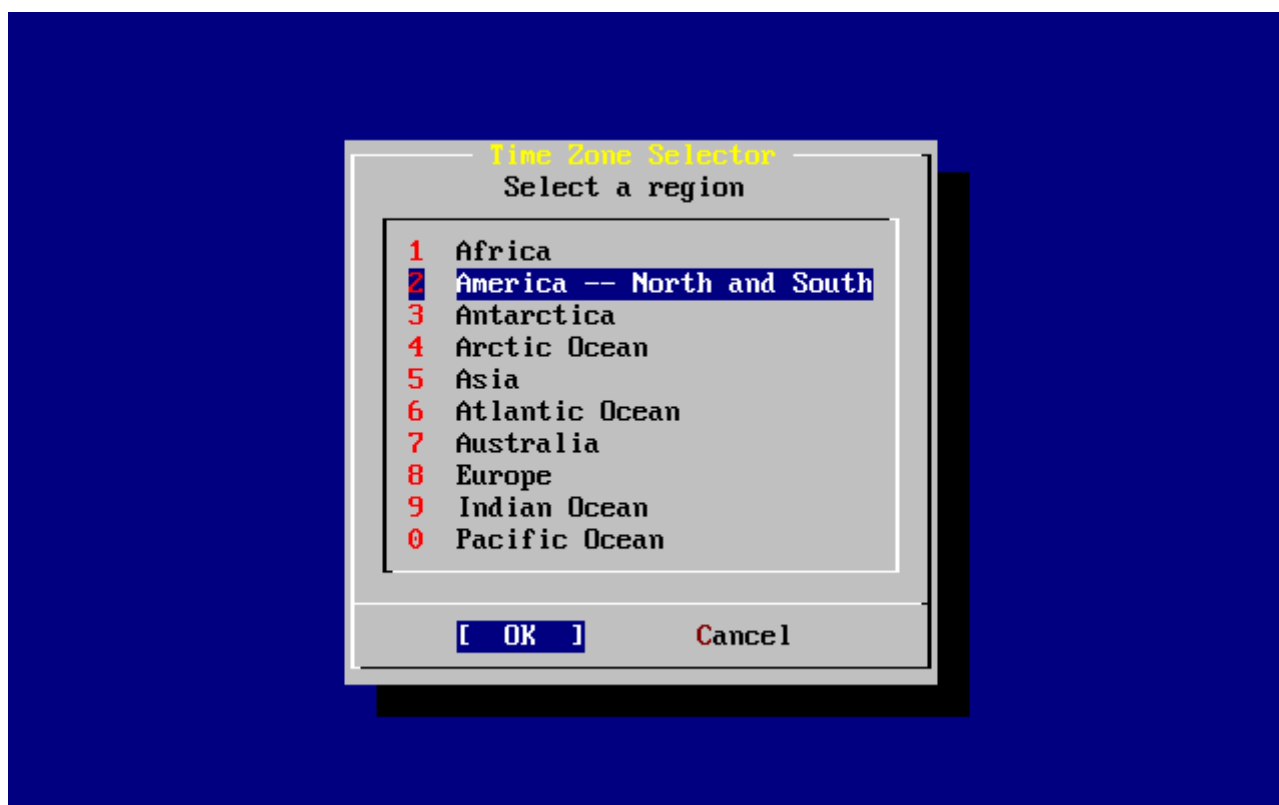 Time Zone Selector
Select a region
1 Africa
2 America -- North and South
3 Antarctica
4 Arctic Ocean
5 Asia
6 Atlantic Ocean
7 Australia
8 Europe
9 Indian Ocean
0 Pacific Ocean
[ OK ] Cancel